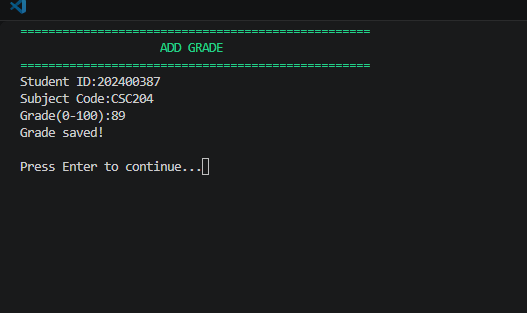 ==================================================
ADD GRADE
==================================================
Student ID:202400387
Subject Code:CSC204
Grade(0-100):89
Grade saved!
Press Enter to continue...